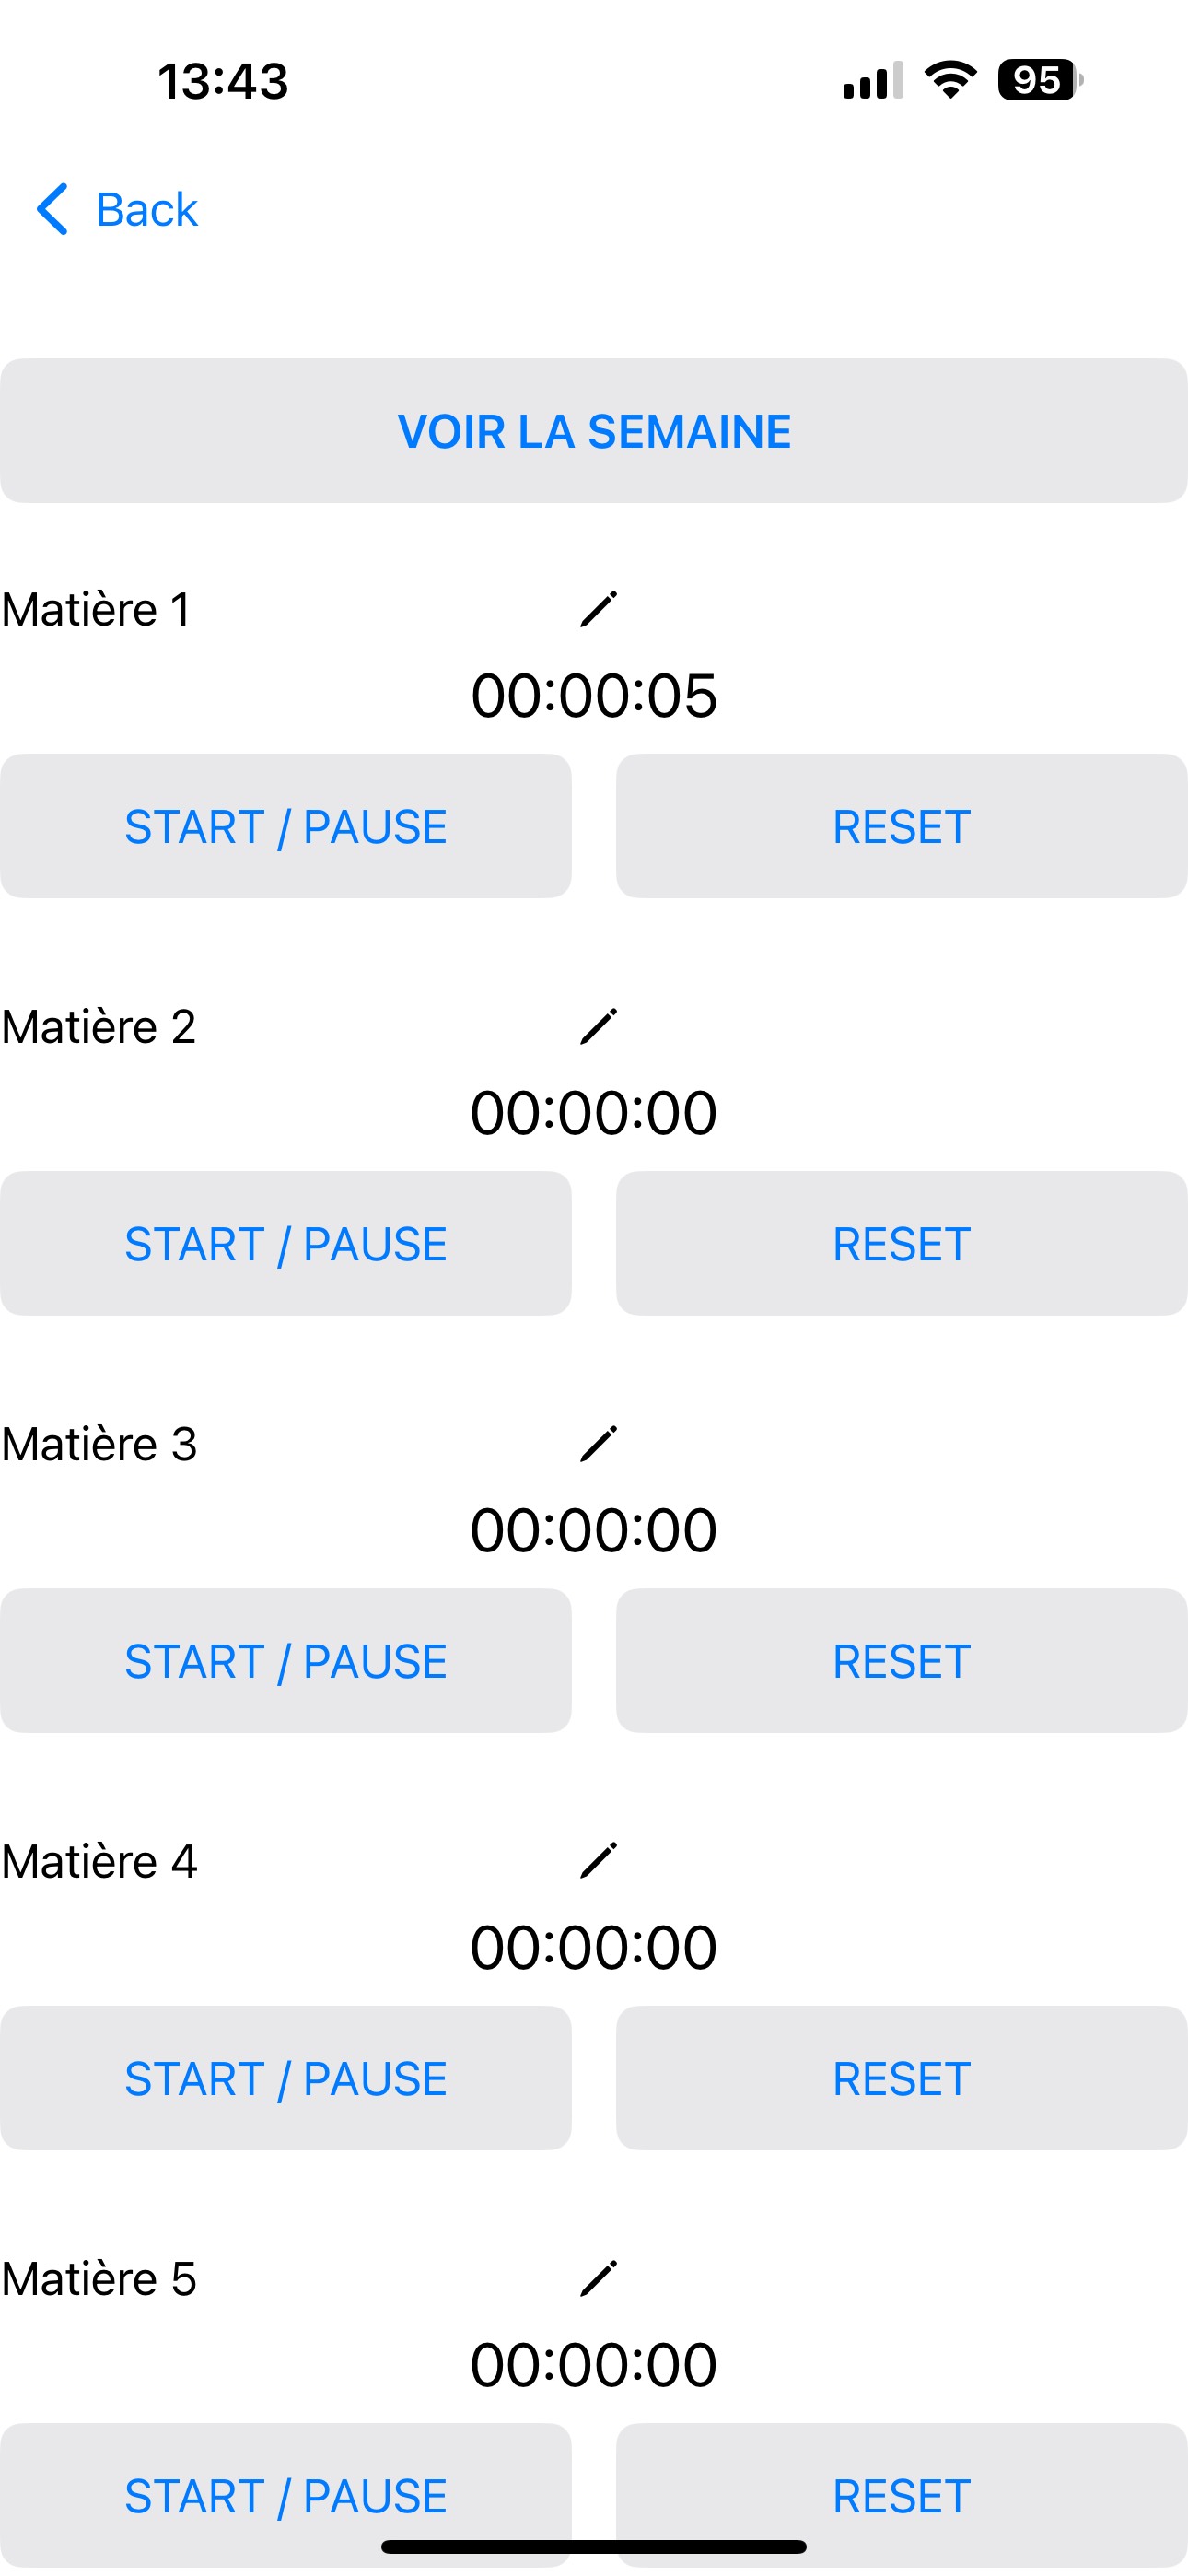 13:43
95
Back
VOIR LA SEMAINE
Matière 1
00:00:05
START / PAUSE
RESET
Matière 2
00:00:00
START / PAUSE
RESET
Matière 3
00:00:00
START / PAUSE
RESET
Matière 4
00:00:00
START / PAUSE
RESET
Matière 5
00:00:00
START / PAUSE
RESET